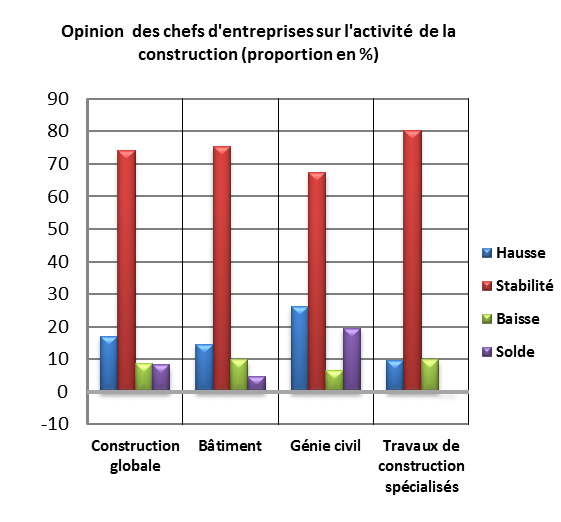 Opinion des chefs d'entreprises sur l'activité de la
construction (proportion en %)
90
80
70
60
50
40
30
20
10
0
-10
Hausse
Stabilité
Baisse
Solde
Construction
globale
Bâtiment
Génie civil
Travaux de
construction
spécialisés